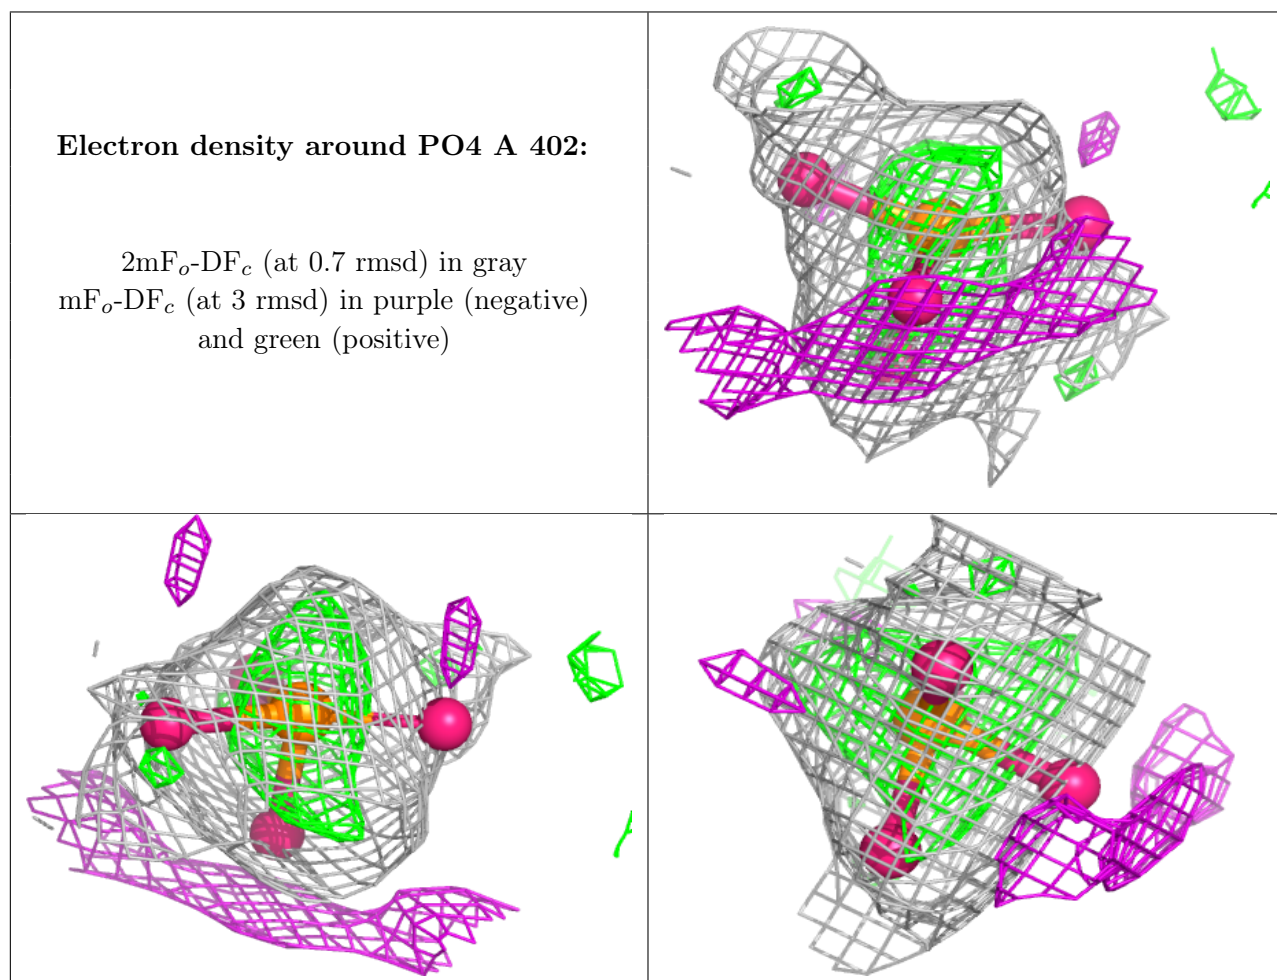 Electron density around PO4 A 402:
2mFo-DFc (at 0.7 rmsd) in gray
mFo-DFc (at 3 rmsd) in purple (negative)
and green (positive)